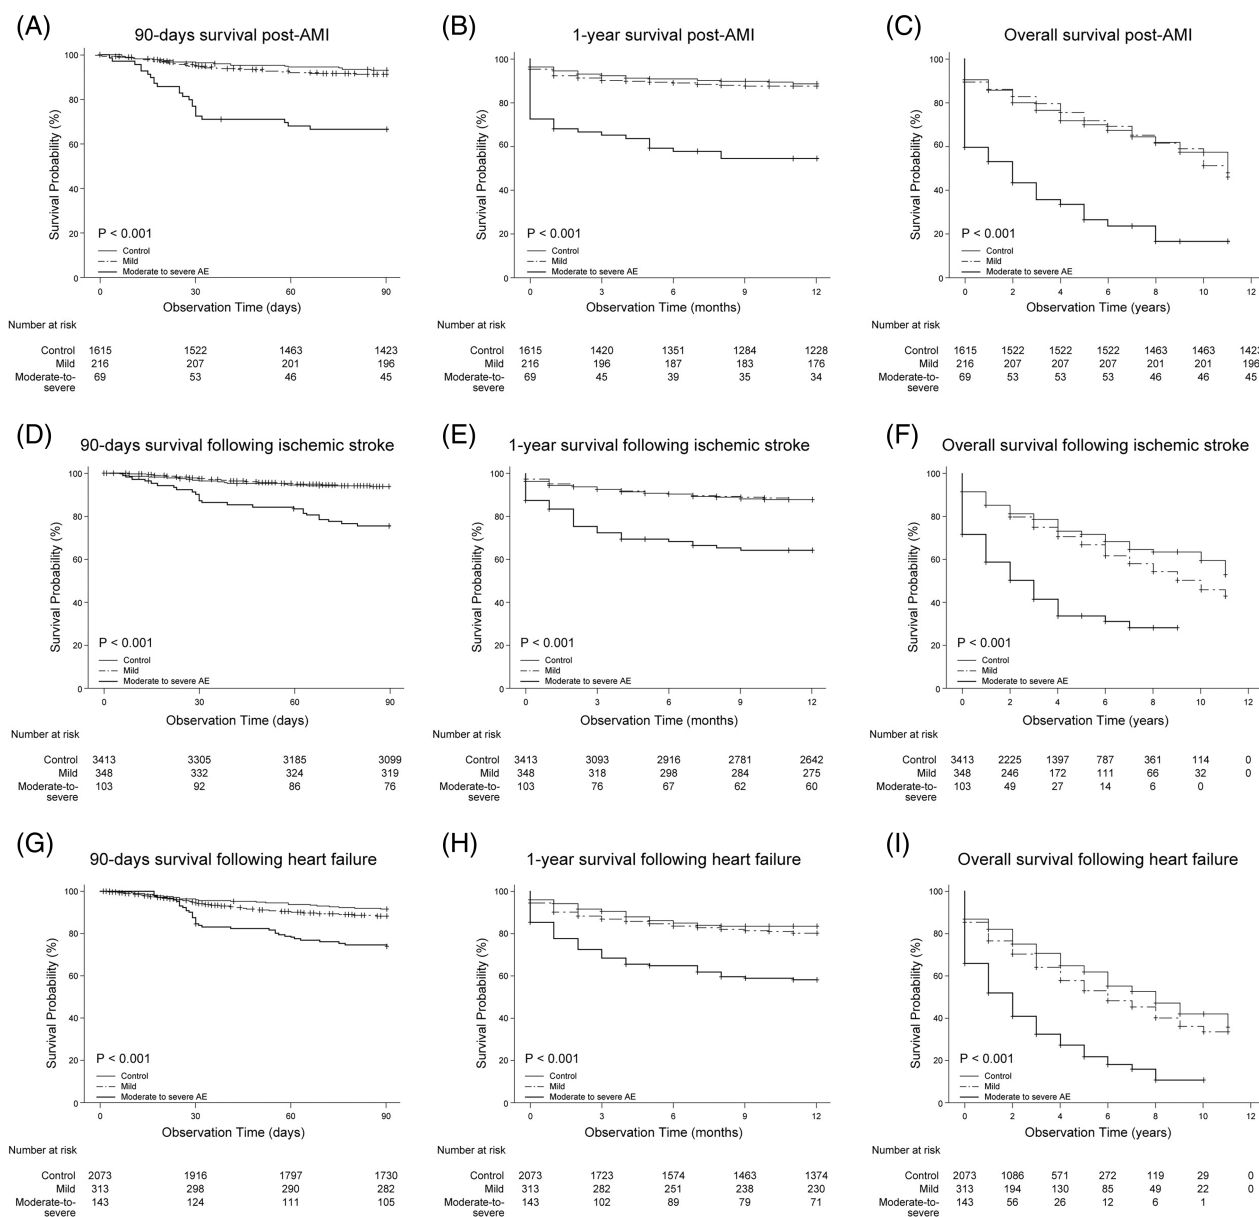 (A)
90-days survival post-AMI
Survival Probability (%)
100
80
60
40
20
0
P < 0.001
Control
Mild
Moderate to severe AE
0 30 60 90
Observation Time (days)
Number at risk
Control 1615 1522 1463 1423
Mild 216 207 201 196
Moderate-to- 69 53 46 45
severe
(B)
1-year survival post-AMI
Survival Probability (%)
100
80
60
40
20
0
P < 0.001
Control
Mild
Moderate to severe AE
0 3 6 9 12
Observation Time (months)
Number at risk
Control 1615 1420 1351 1284 1228
Mild 216 196 187 183 176
Moderate-to- 69 45 39 35 34
severe
(C)
Overall survival post-AMI
Survival Probability (%)
100
80
60
40
20
0
P < 0.001
Control
Mild
Moderate to severe AE
0 2 4 6 8 10 12
Observation Time (years)
Number at risk
Control 1615 1522 1522 1522 1463 1463 1423
Mild 216 207 207 207 201 201 196
Moderate-to- 69 53 53 53 46 46 45
severe
(D)
90-days survival following ischemic stroke
Survival Probability (%)
100
80
60
40
20
0
P < 0.001
Control
Mild
Moderate to severe AE
0 30 60 90
Observation Time (days)
Number at risk
Control 3413 3305 3185 3099
Mild 348 332 324 319
Moderate-to- 103 92 86 76
severe
(E)
1-year survival following ischemic stroke
Survival Probability (%)
100
80
60
40
20
0
P < 0.001
Control
Mild
Moderate to severe AE
0 3 6 9 12
Observation Time (months)
Number at risk
Control 3413 3093 2916 2781 2642
Mild 348 318 298 284 275
Moderate-to- 103 76 67 62 60
severe
(F)
Overall survival following ischemic stroke
Survival Probability (%)
100
80
60
40
20
0
P < 0.001
Control
Mild
Moderate to severe AE
0 2 4 6 8 10 12
Observation Time (years)
Number at risk
Control 3413 2225 1397 787 361 114 0
Mild 348 246 172 111 66 32 0
Moderate-to- 103 49 27 14 6 0
severe
(G)
90-days survival following heart failure
Survival Probability (%)
100
80
60
40
20
0
P < 0.001
Control
Mild
Moderate to severe AE
0 30 60 90
Observation Time (days)
Number at risk
Control 2073 1916 1797 1730
Mild 313 298 290 282
Moderate-to- 143 124 111 105
severe
(H)
1-year survival following heart failure
Survival Probability (%)
100
80
60
40
20
0
P < 0.001
Control
Mild
Moderate to severe AE
0 3 6 9 12
Observation Time (months)
Number at risk
Control 2073 1723 1574 1463 1374
Mild 313 282 251 238 230
Moderate-to- 143 102 89 79 71
severe
(I)
Overall survival following heart failure
Survival Probability (%)
100
80
60
40
20
0
P < 0.001
Control
Mild
Moderate to severe AE
0 2 4 6 8 10 12
Observation Time (years)
Number at risk
Control 2073 1086 571 272 119 29 0
Mild 313 194 130 85 49 22 0
Moderate-to- 143 56 26 12 6 1
severe